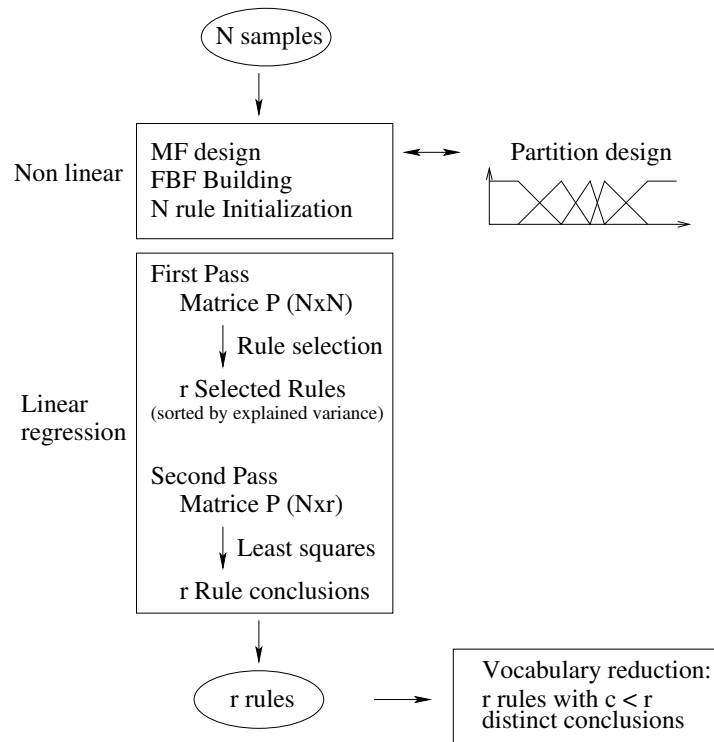 N samples
Non linear
MF design
FBF Building
N rule Initialization
Partition design
Linear
regression
First Pass
Matrice P (NxN)
Rule selection
r Selected Rules
(sorted by explained variance)
Second Pass
Matrice P (Nxr)
Least squares
r Rule conclusions
r rules
Vocabulary reduction:
r rules with c < r
distinct conclusions